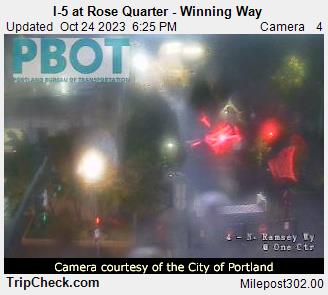 I-5 at Rose Quarter - Winning Way
Updated Oct 24 2023 6:25 PM Camera 4
PBOT
PORTLAND BUREAU OF TRANSPORTATION
4 - N. Ramsey Wy
@ One Ctr
Camera courtesy of the City of Portland
TripCheck.com Milepost302.00